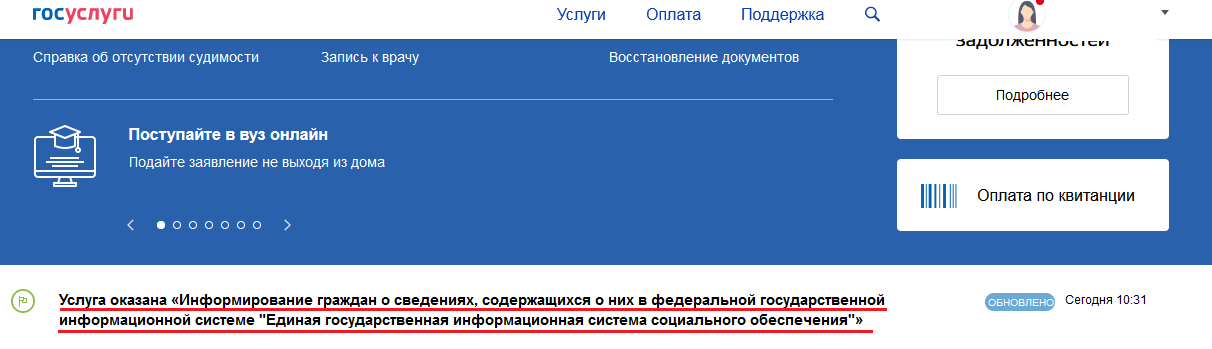 госуслуги
Услуги Оплата Поддержка
задолженностей
Справка об отсутствии судимости Запись к врачу Восстановление документов
Подробнее
Поступайте в вуз онлайн
Подайте заявление не выходя из дома
Оплата по квитанции
Услуга оказана «Информирование граждан о сведениях, содержащихся о них в федеральной государственной
информационной системе "Единая государственная информационная система социального обеспечения"»
ОБНОВЛЕНО Сегодня 10:31